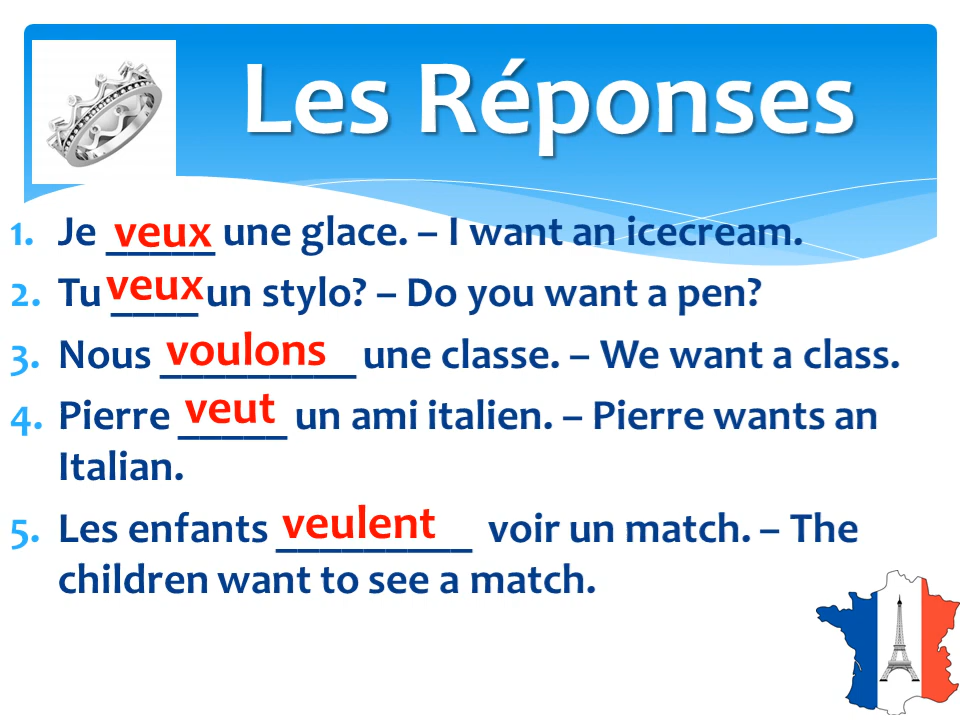 Les Réponses
1. Je veux une glace. – I want an icecream.
2. Tu veux un stylo? – Do you want a pen?
3. Nous voulons une classe. – We want a class.
4. Pierre veut un ami italien. – Pierre wants an
Italian.
5. Les enfants veulent voir un match. – The
children want to see a match.